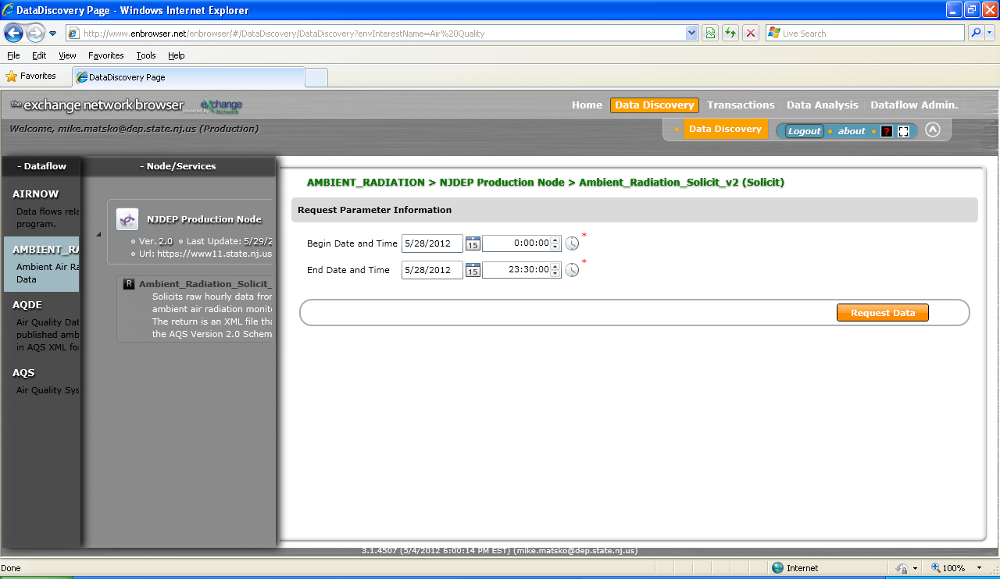 DataDiscovery Page - Windows Internet Explorer
http://www.enbrowser.net/enbrowser/#/DataDiscovery/DataDiscovery?envInterestName=Air%20Quality
Live Search
File Edit View Favorites Tools Help
Favorites
DataDiscovery Page
the exchange network browser
powered by
exchange
Network
Home Data Discovery Transactions Data Analysis Dataflow Admin.
Welcome, mike.matsko@dep.state.nj.us (Production)
Data Discovery
Logout about ?
- Dataflow
- Node/Services
AMBIENT_RADIATION > NJDEP Production Node > Ambient_Radiation_Solicit_v2 (Solicit)
AIRNOW
Data flows rela
program.
AMBIENT_RA
Ambient Air Ra
Data
AQDE
Air Quality Dat
published amb
in AQS XML fo
AQS
Air Quality Sys
NJDEP Production Node
Ver. 2.0 Last Update: 5/29/2
Url: https://www11.state.nj.us
R Ambient_Radiation_Solicit_
Solicits raw hourly data from
ambient air radiation monito
The return is an XML file tha
the AQS Version 2.0 Schem
Request Parameter Information
Begin Date and Time 5/28/2012 15 0:00:00 *
End Date and Time 5/28/2012 15 23:30:00 *
Request Data
3.1.4507 (5/4/2012 6:00:14 PM EST) (mike.matsko@dep.state.nj.us)
Done
Internet
100%